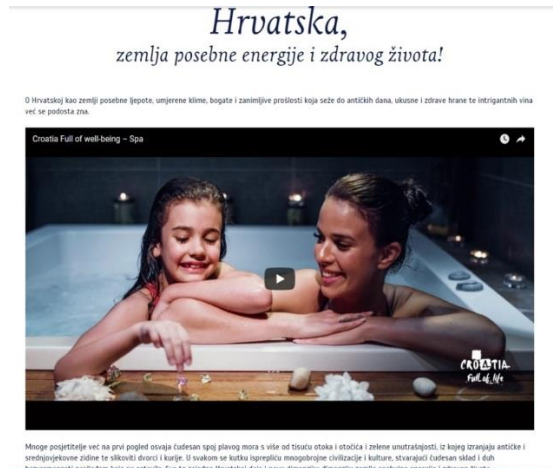 Hrvatska,
zemlja posebne energije i zdravog života!
O Hrvatskoj kao zemlji posebne ljepote, umjerene klime, bogate i zanimljive prošlosti koja seže do antičkih dana, ukusne i zdrave hrane te intrigantnih vina
već se podosta zna.
Croatia Full of well-being – Spa
CROATIA
Full of life
Mnoge posjetitelje već na prvi pogled osvaja čudesan spoj plavog mora s više od tisuću otoka i otočića i zelene unutrašnjosti, iz kojeg izranjaju antičke i
srednjovjekovne zidine te slikoviti dvorci i kurije. U svakom se kutku isprepliću mnogobrojne civilizacije i kulture, stvarajući čudesan sklad i duh